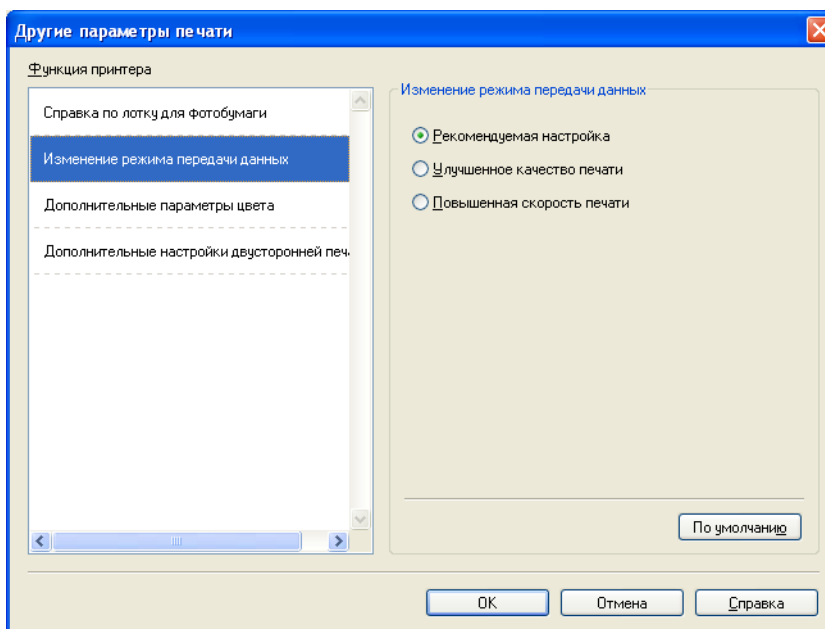 Другие параметры печати
Функция принтера
Справка по лотку для фотобумаги
Изменение режима передачи данных
Дополнительные параметры цвета
Дополнительные настройки двусторонней печ
Изменение режима передачи данных
Рекомендуемая настройка
Улучшенное качество печати
Повышенная скорость печати
По умолчанию
OK
Отмена
Справка